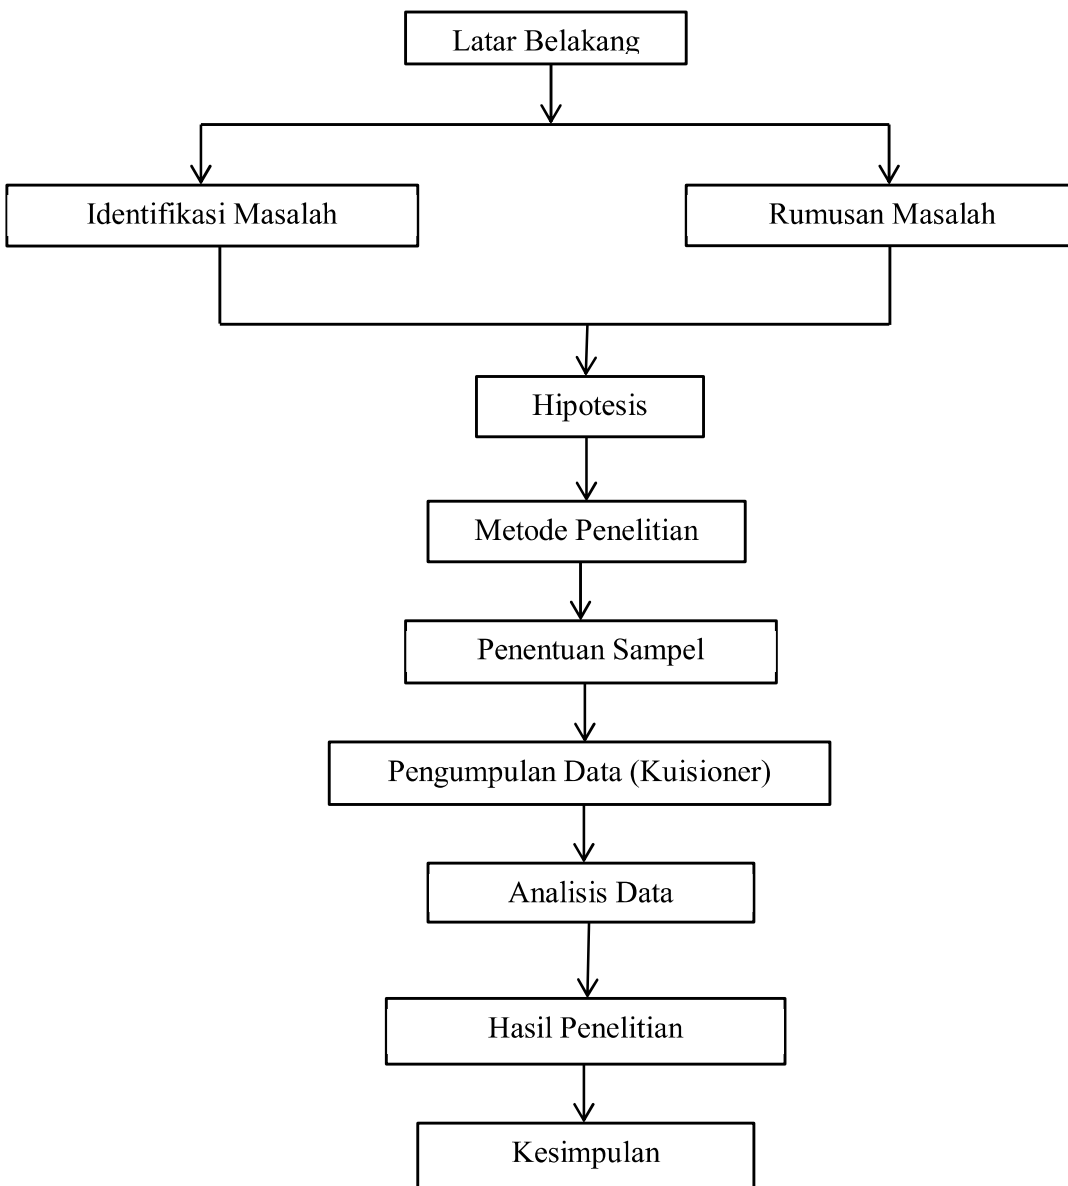 Latar Belakang
Identifikasi Masalah
Rumusan Masalah
Hipotesis
Metode Penelitian
Penentuan Sampel
Pengumpulan Data (Kuisioner)
Analisis Data
Hasil Penelitian
Kesimpulan